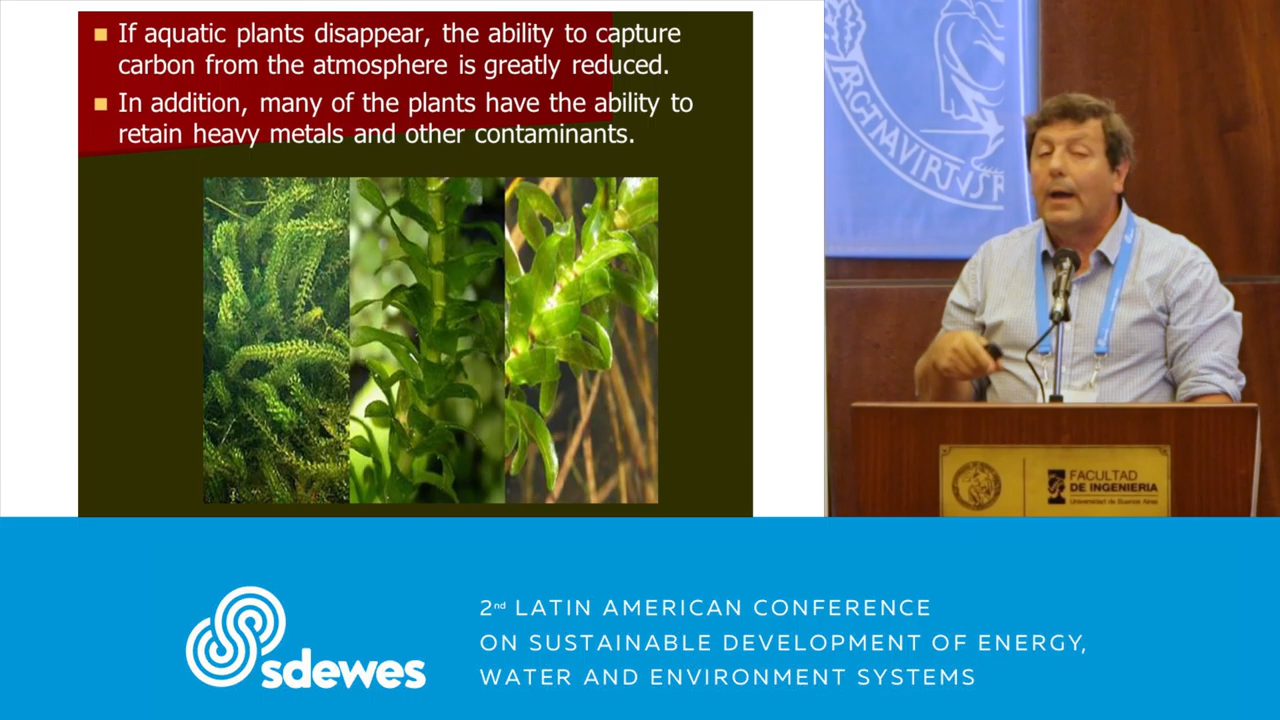 If aquatic plants disappear, the ability to capture
carbon from the atmosphere is greatly reduced.
In addition, many of the plants have the ability to
retain heavy metals and other contaminants.
ARGT
VIRTVS
FACULTAD
DE INGENIERIA
Universidad de Buenos Aires
sdewes
2nd LATIN AMERICAN CONFERENCE
ON SUSTAINABLE DEVELOPMENT OF ENERGY,
WATER AND ENVIRONMENT SYSTEMS